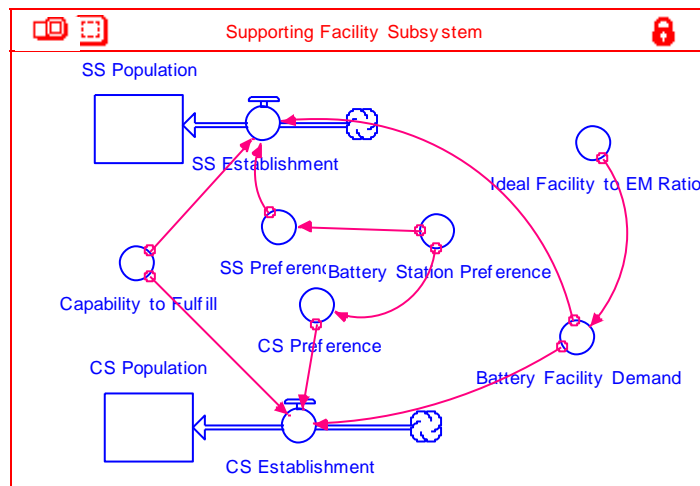 Supporting Facility Subsystem
SS Population
SS Establishment
Ideal Facility to EM Ratio
SS Preference
Battery Station Preference
Capability to Fulfill
CS Preference
CS Population
Battery Facility Demand
CS Establishment